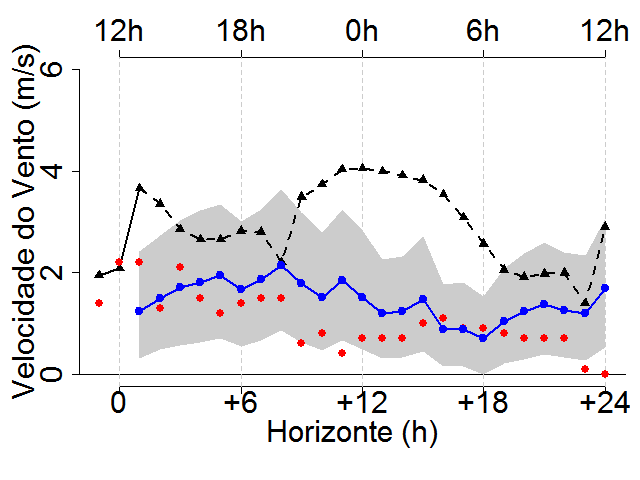 12h 18h 0h 6h 12h
Velocidade do Vento (m/s)
6
4
2
0
0 +6 +12 +18 +24
Horizonte (h)